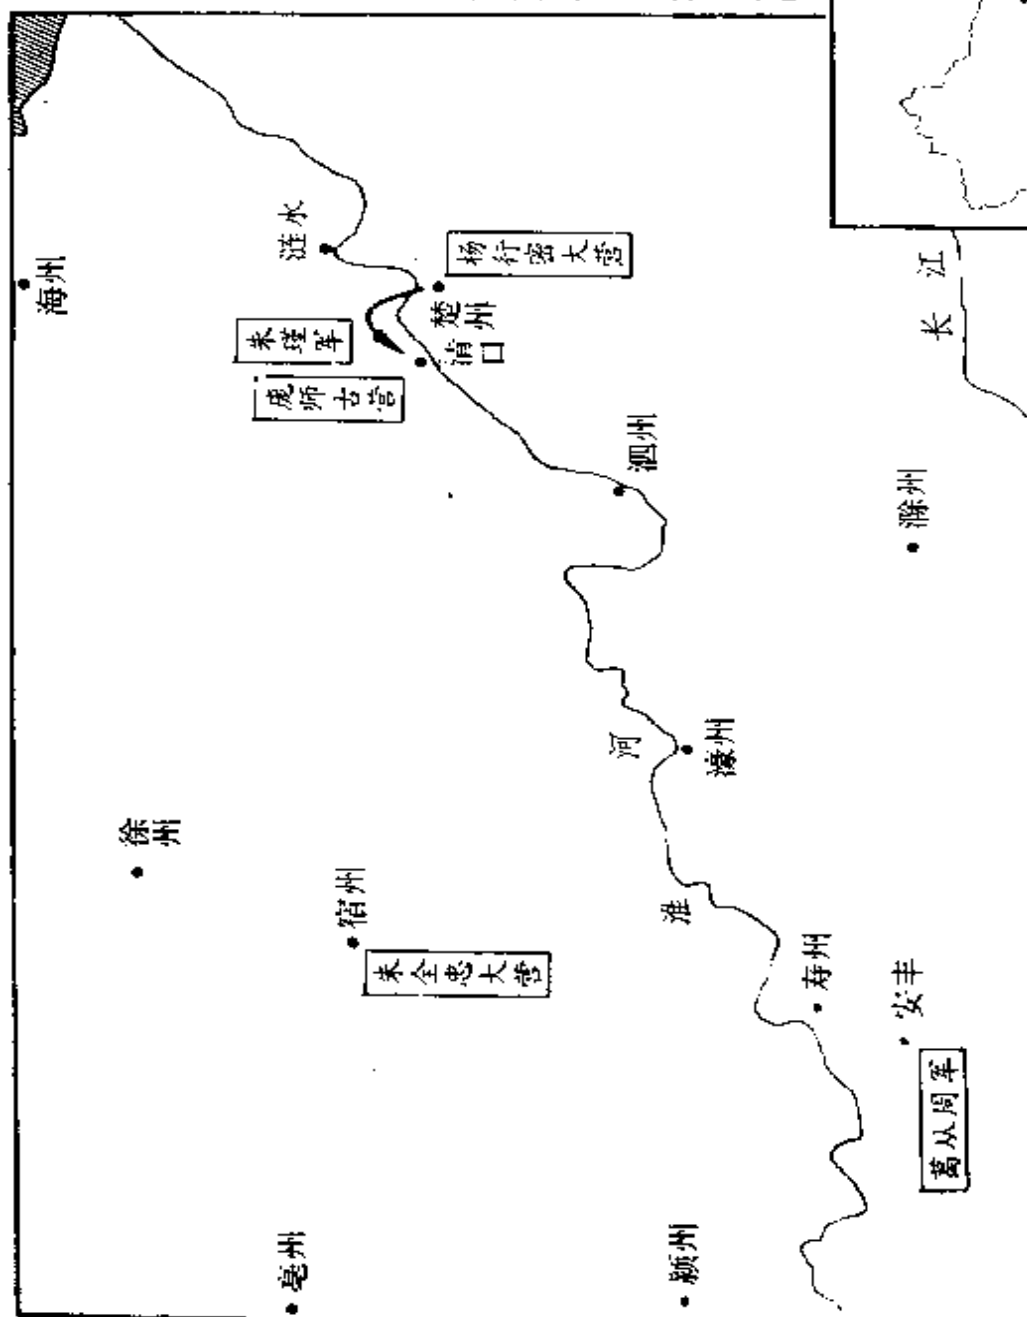 海州
涟水
杨行密大营
楚州
清口
朱瑾军
庞师古营
泗州
滁州
长江
徐州
宿州
朱全忠大营
淮河
濠州
寿州
安丰
葛从周军
亳州
颍州